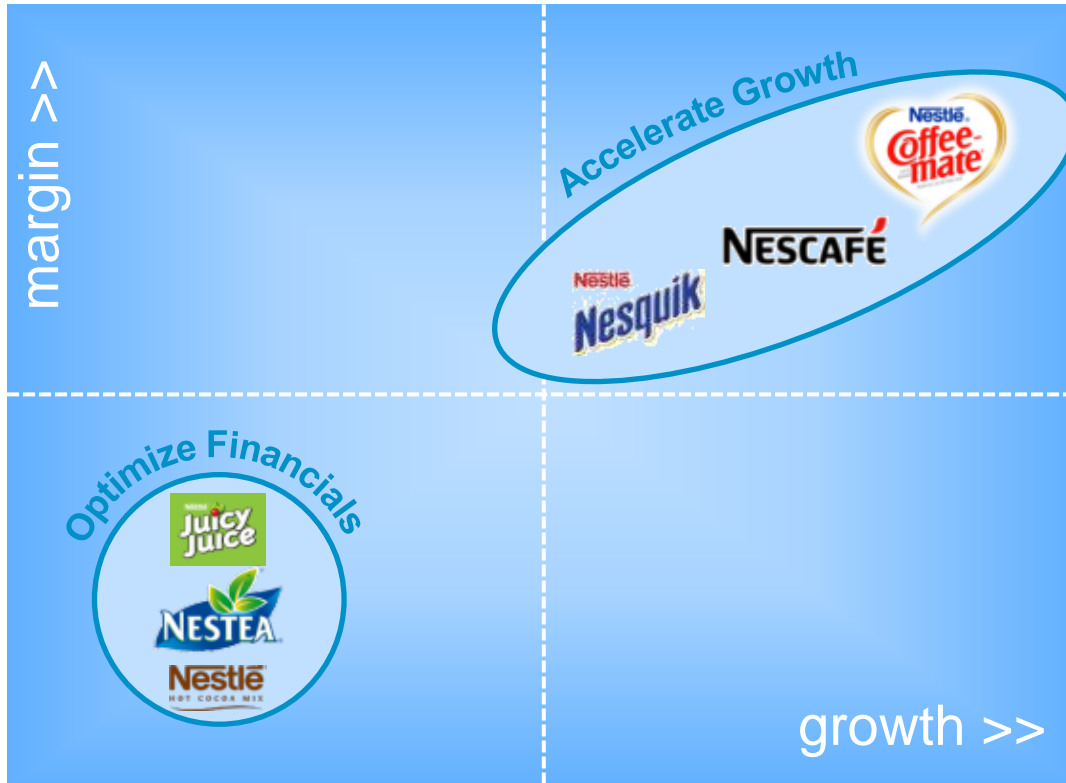 margin >>
Accelerate Growth
Nestlé®
Coffee-
mate®
NESCAFÉ
Nestlé
Nesquik
Optimize Financials
Nestlé
Juicy
Juice
NESTEA
Nestlé
HOT COCOA MIX
growth >>